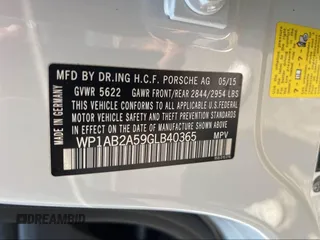 MFD BY DR.ING H.C.F. PORSCHE AG 05/15
GVWR 5622 GAWR FRONT/REAR 2844/2954 LBS
THIS VEHICLE CONFORMS TO ALL APPLICABLE U.S. FEDERAL
MOTOR VEHICLE SAFETY, BUMPER, AND THEFT PREVENTION
STANDARDS IN EFFECT ON THE DATE OF MANUFACTURE SHOWN ABOVE.
WP1AB2A59GLB40365 MPV
MADE IN GERMANY
DREAMBID